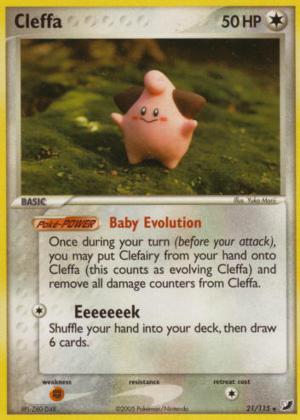 Cleffa 50 HP
BASIC illus. Yuka Morii
Poké-POWER Baby Evolution
Once during your turn (before your attack),
you may put Clefairy from your hand onto
Cleffa (this counts as evolving Cleffa) and
remove all damage counters from Cleffa.
Eeeeeeek
Shuffle your hand into your deck, then draw
6 cards.
weakness resistance retreat cost
©2005 Pokémon/Nintendo 21/115